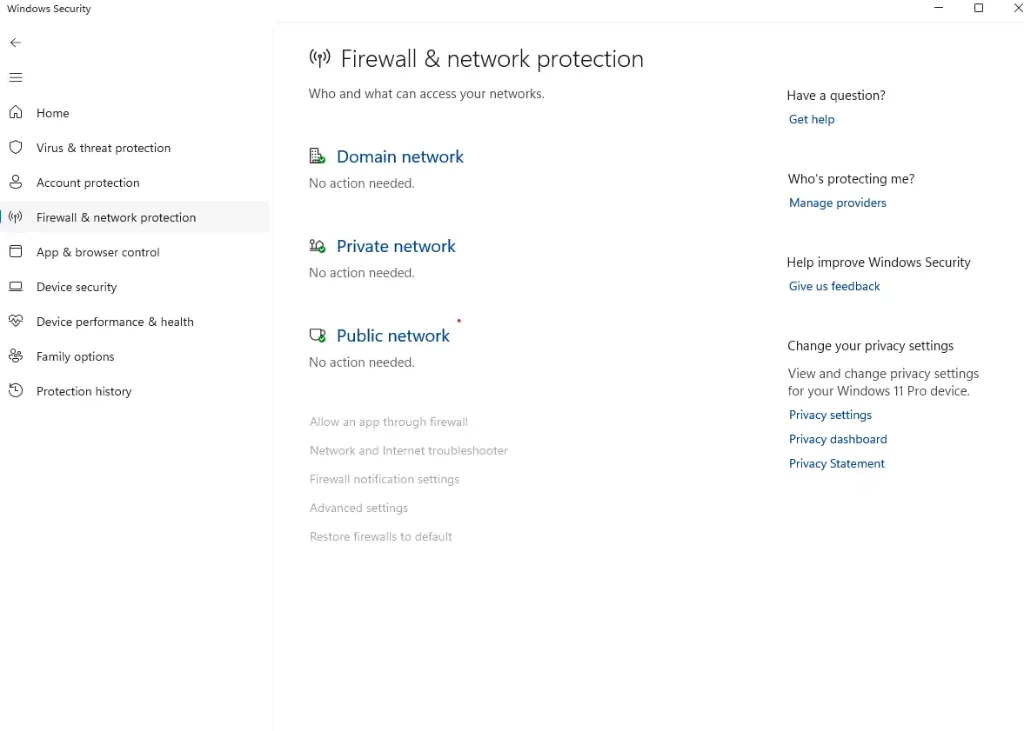 Windows Security
Home
Virus & threat protection
Account protection
Firewall & network protection
App & browser control
Device security
Device performance & health
Family options
Protection history
Firewall & network protection
Who and what can access your networks.
Domain network
No action needed.
Private network
No action needed.
Public network
No action needed.
Allow an app through firewall
Network and Internet troubleshooter
Firewall notification settings
Advanced settings
Restore firewalls to default
Have a question?
Get help
Who's protecting me?
Manage providers
Help improve Windows Security
Give us feedback
Change your privacy settings
View and change privacy settings
for your Windows 11 Pro device.
Privacy settings
Privacy dashboard
Privacy Statement